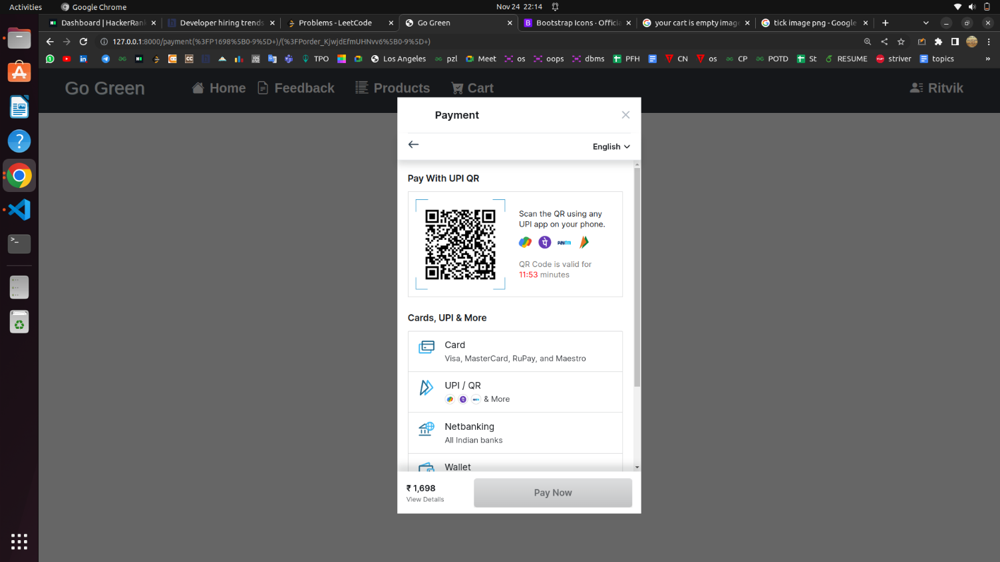 Activities
Google Chrome
Nov 24 22:14
Dashboard | HackerRank
Developer hiring trends
Problems - LeetCode
Go Green
Bootstrap Icons · Officia
your cart is empty image
tick image png - Google
127.0.0.1:8000/payment(%3FP1698%5B0-9%5D+)/(%3FPorder_KjwjdEfmUHNvv6%5B0-9%5D+)
TPO
Los Angeles
pzl
Meet
os
oops
dbms
PFH
CN
os
CP
POTD
St
RESUME
striver
topics
»
Go Green
Home
Feedback
Products
Cart
Ritvik
Payment
English
Pay With UPI QR
Scan the QR using any
UPI app on your phone.
paytm
QR Code is valid for
11:53 minutes
Cards, UPI & More
Card
Visa, MasterCard, RuPay, and Maestro
UPI / QR
& More
Netbanking
All Indian banks
Wallet
₹ 1,698
View Details
Pay Now